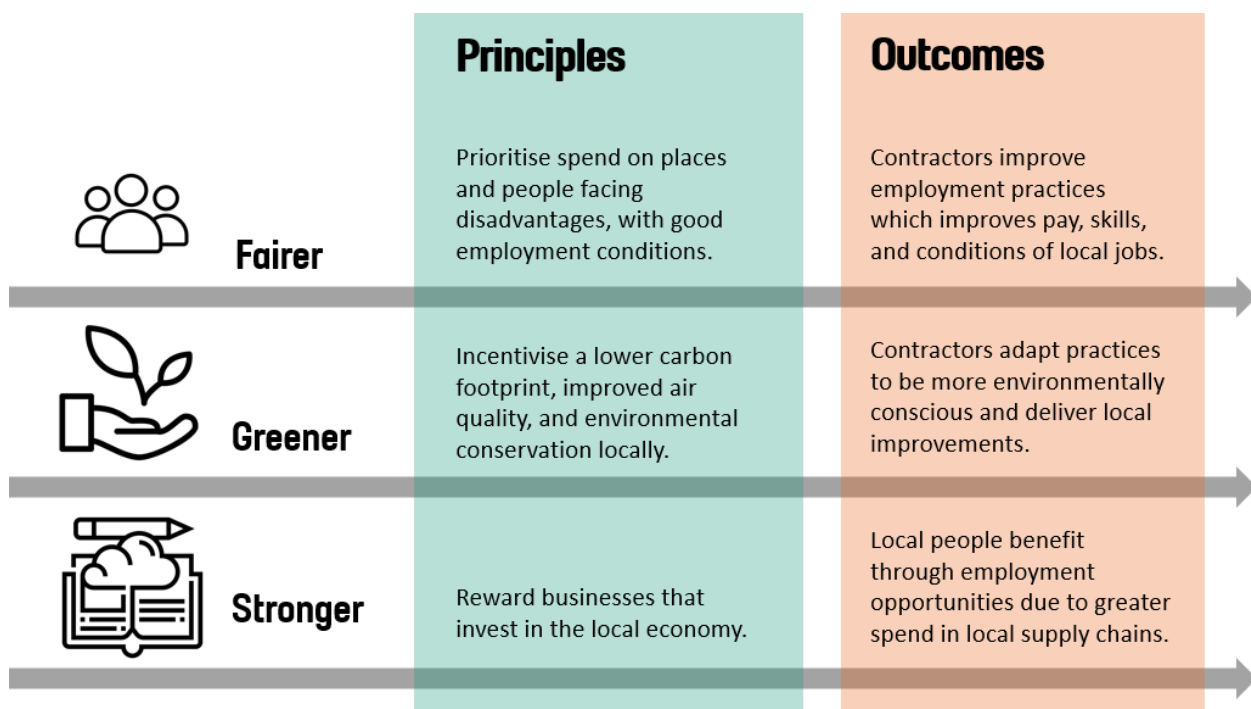 Principles
Outcomes
Fairer
Prioritise spend on places
and people facing
disadvantages, with good
employment conditions.
Contractors improve
employment practices
which improves pay, skills,
and conditions of local jobs.
Greener
Incentivise a lower carbon
footprint, improved air
quality, and environmental
conservation locally.
Contractors adapt practices
to be more environmentally
conscious and deliver local
improvements.
Stronger
Reward businesses that
invest in the local economy.
Local people benefit
through employment
opportunities due to greater
spend in local supply chains.